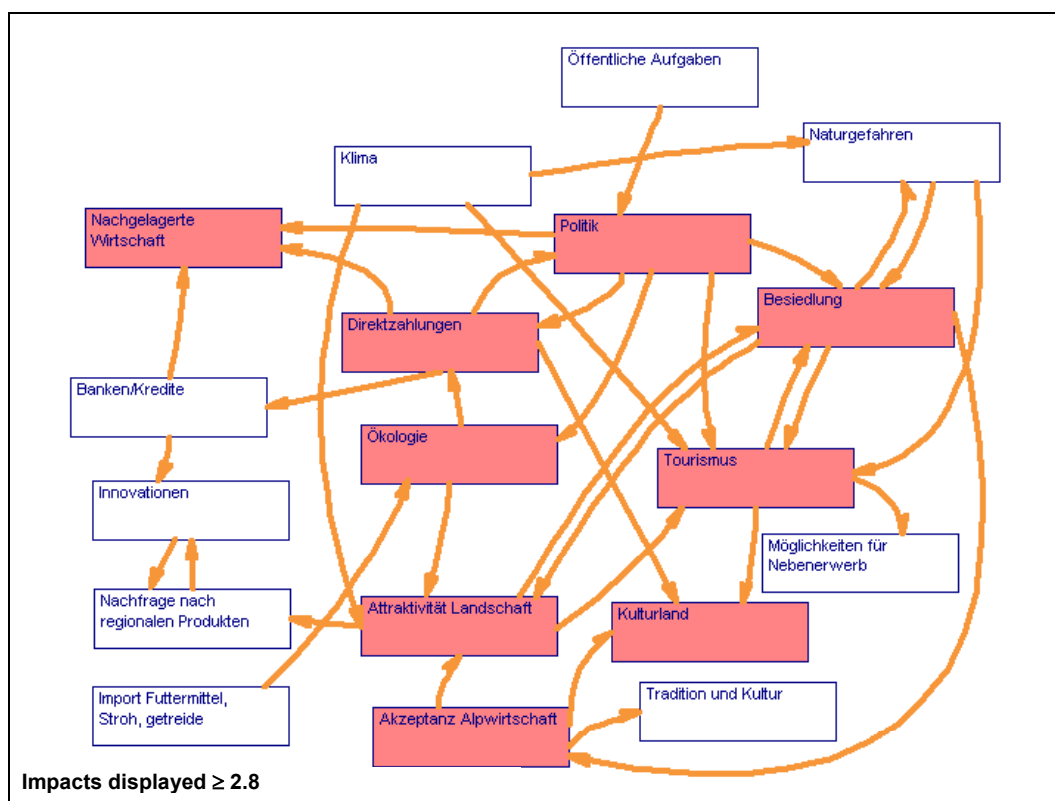 Öffentliche Aufgaben
Naturgefahren
Klima
Nachgelagerte
Wirtschaft
Politik
Besiedlung
Direktzahlungen
Banken/Kredite
Ökologie
Tourismus
Innovationen
Möglichkeiten für
Nebenerwerb
Nachfrage nach
regionalen Produkten
Attraktivität Landschaft
Kulturland
Import Futtermittel,
Stroh, getreide
Akzeptanz Alpwirtschaft
Tradition und Kultur
Impacts displayed ≥ 2.8